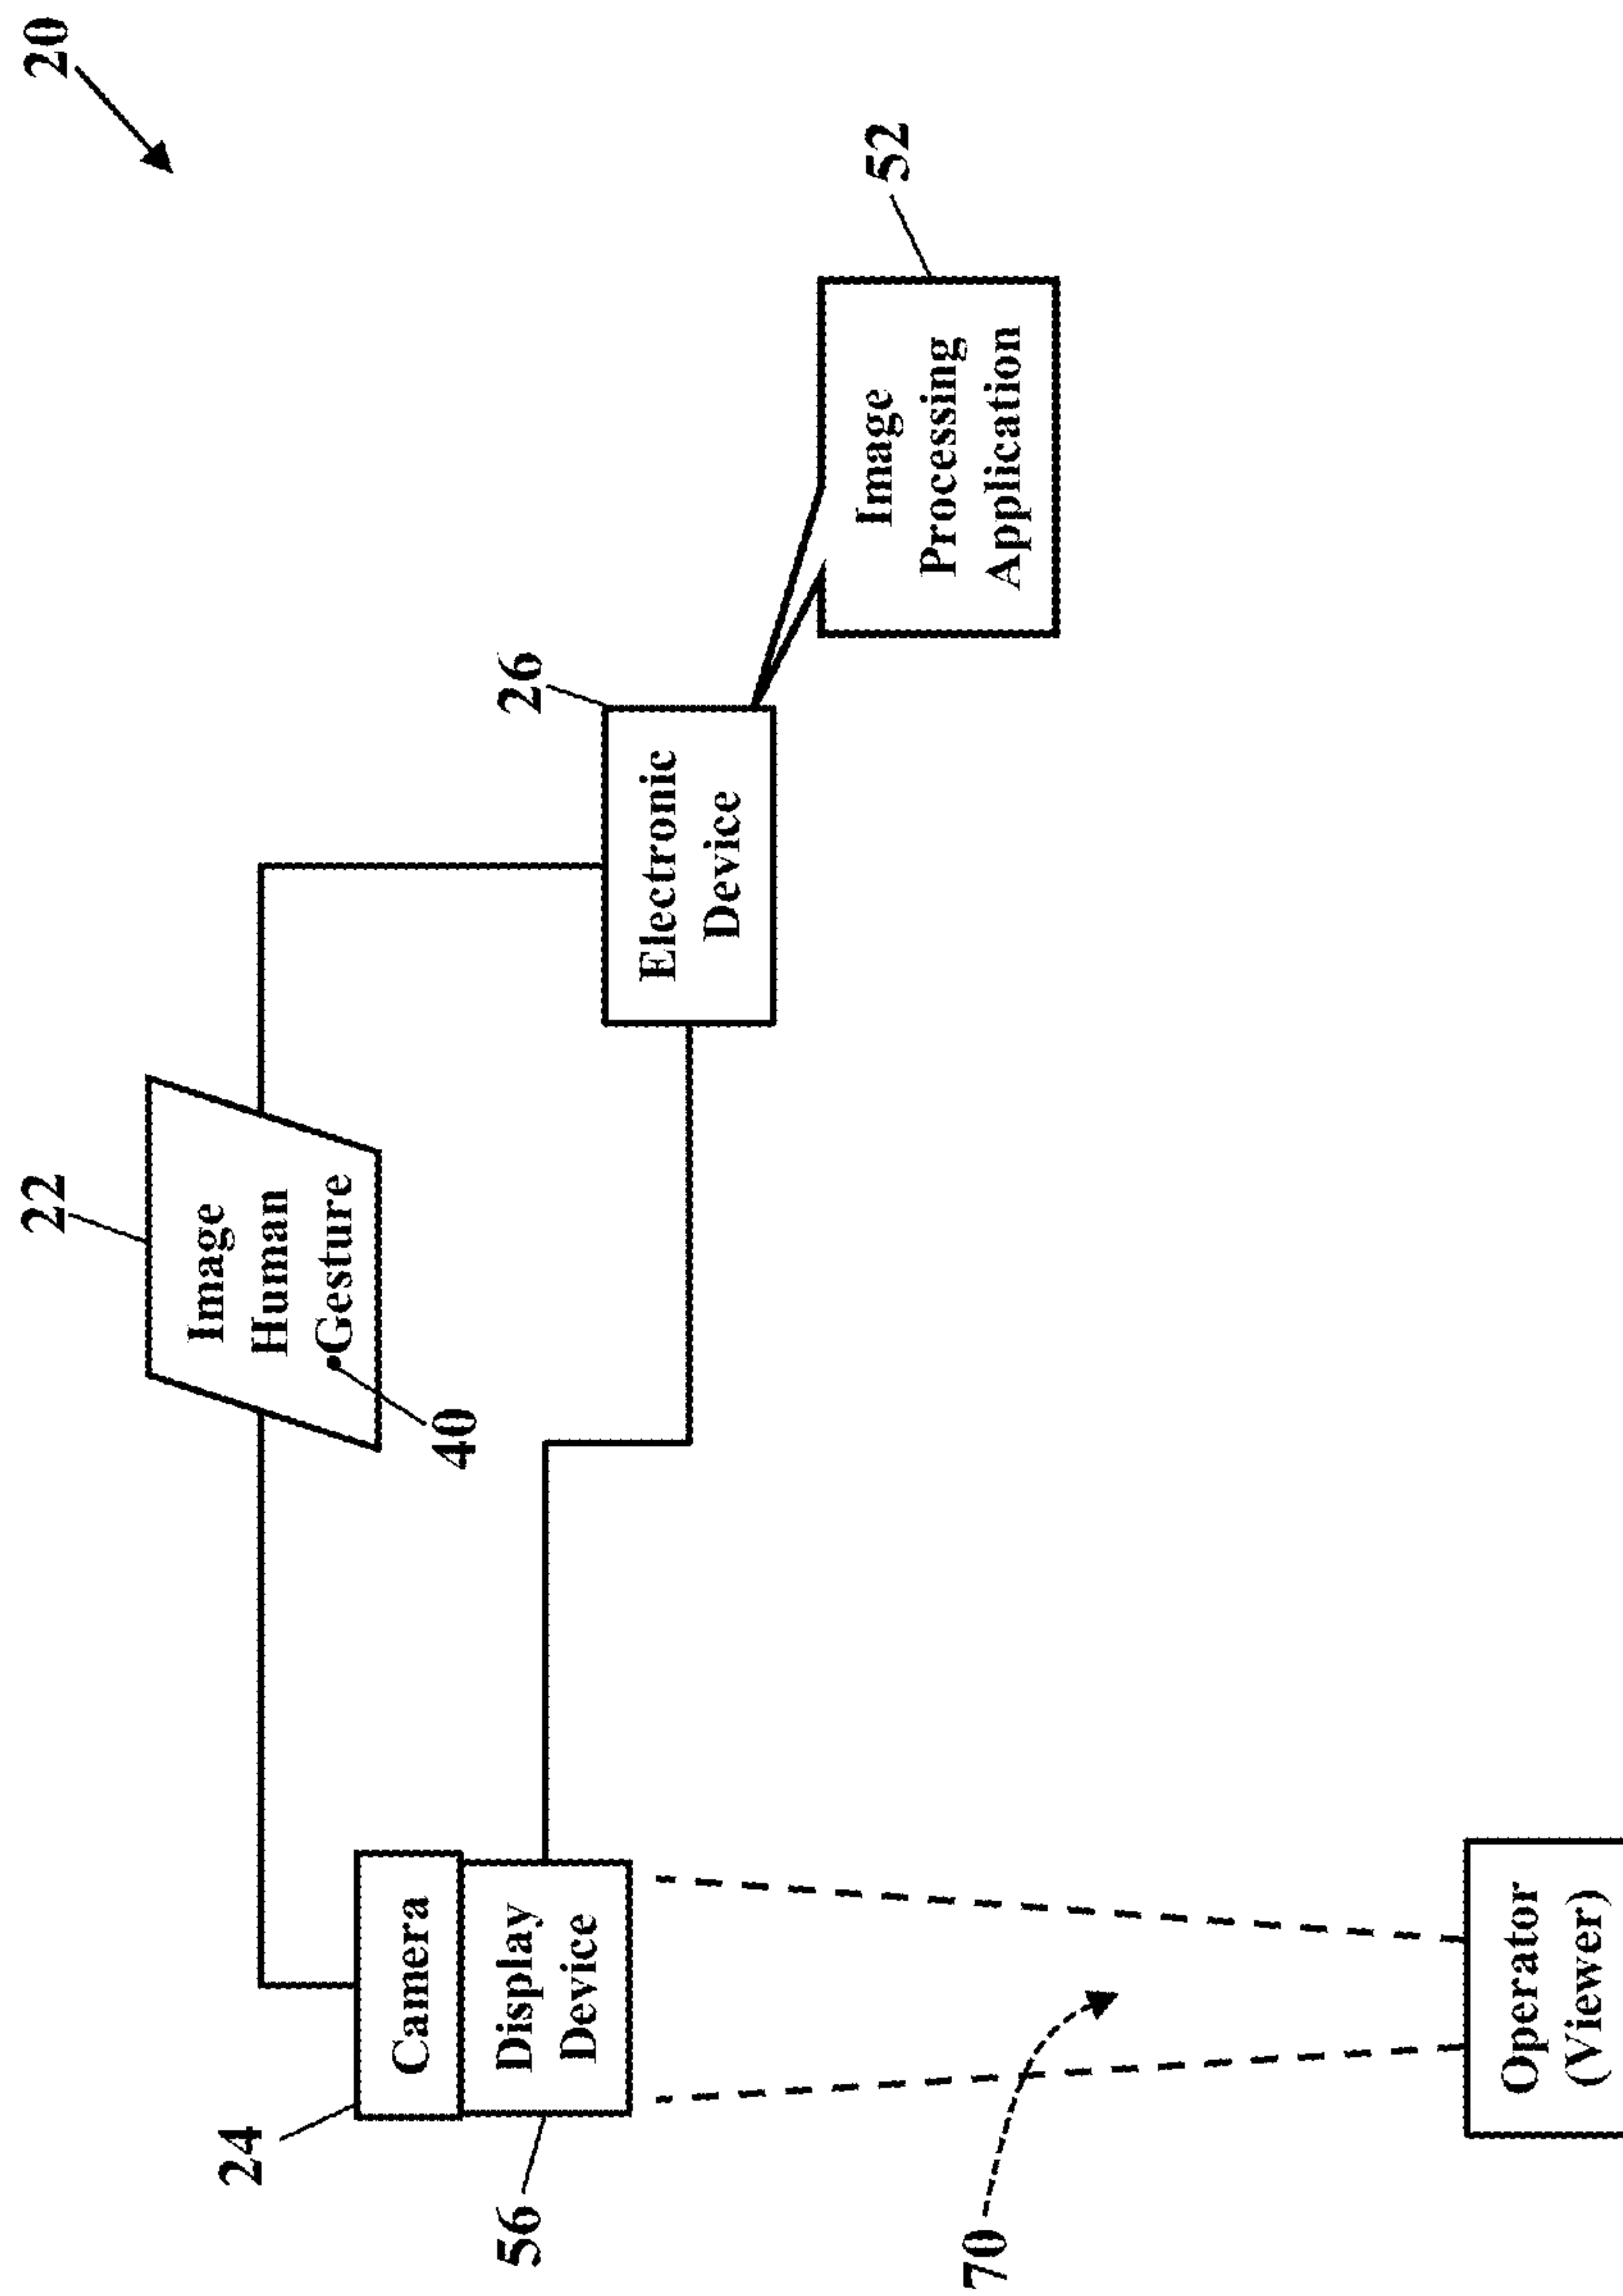 20
22
Image
Human
Gesture
40
24
Camera
56
Display
Device
26
Electronic
Device
52
Image
Processing
Application
70
Operator
(Viewer)